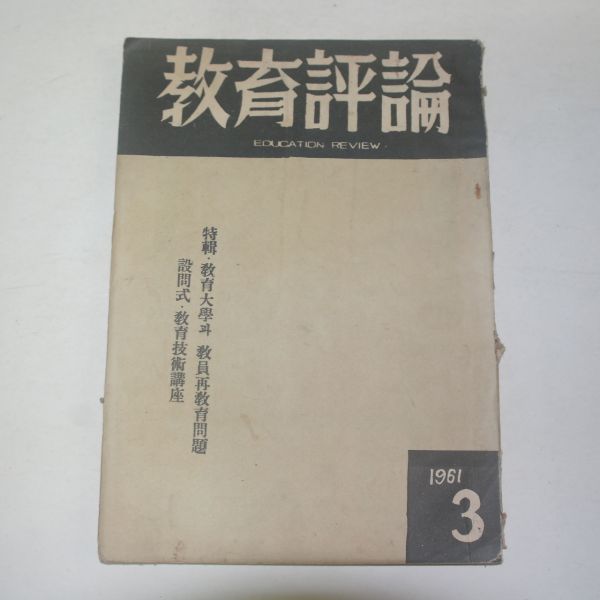 教育評論
EDUCATION REVIEW
特輯·教育大學과 教員再教育問題
設問式·教育技術講座
1961
3